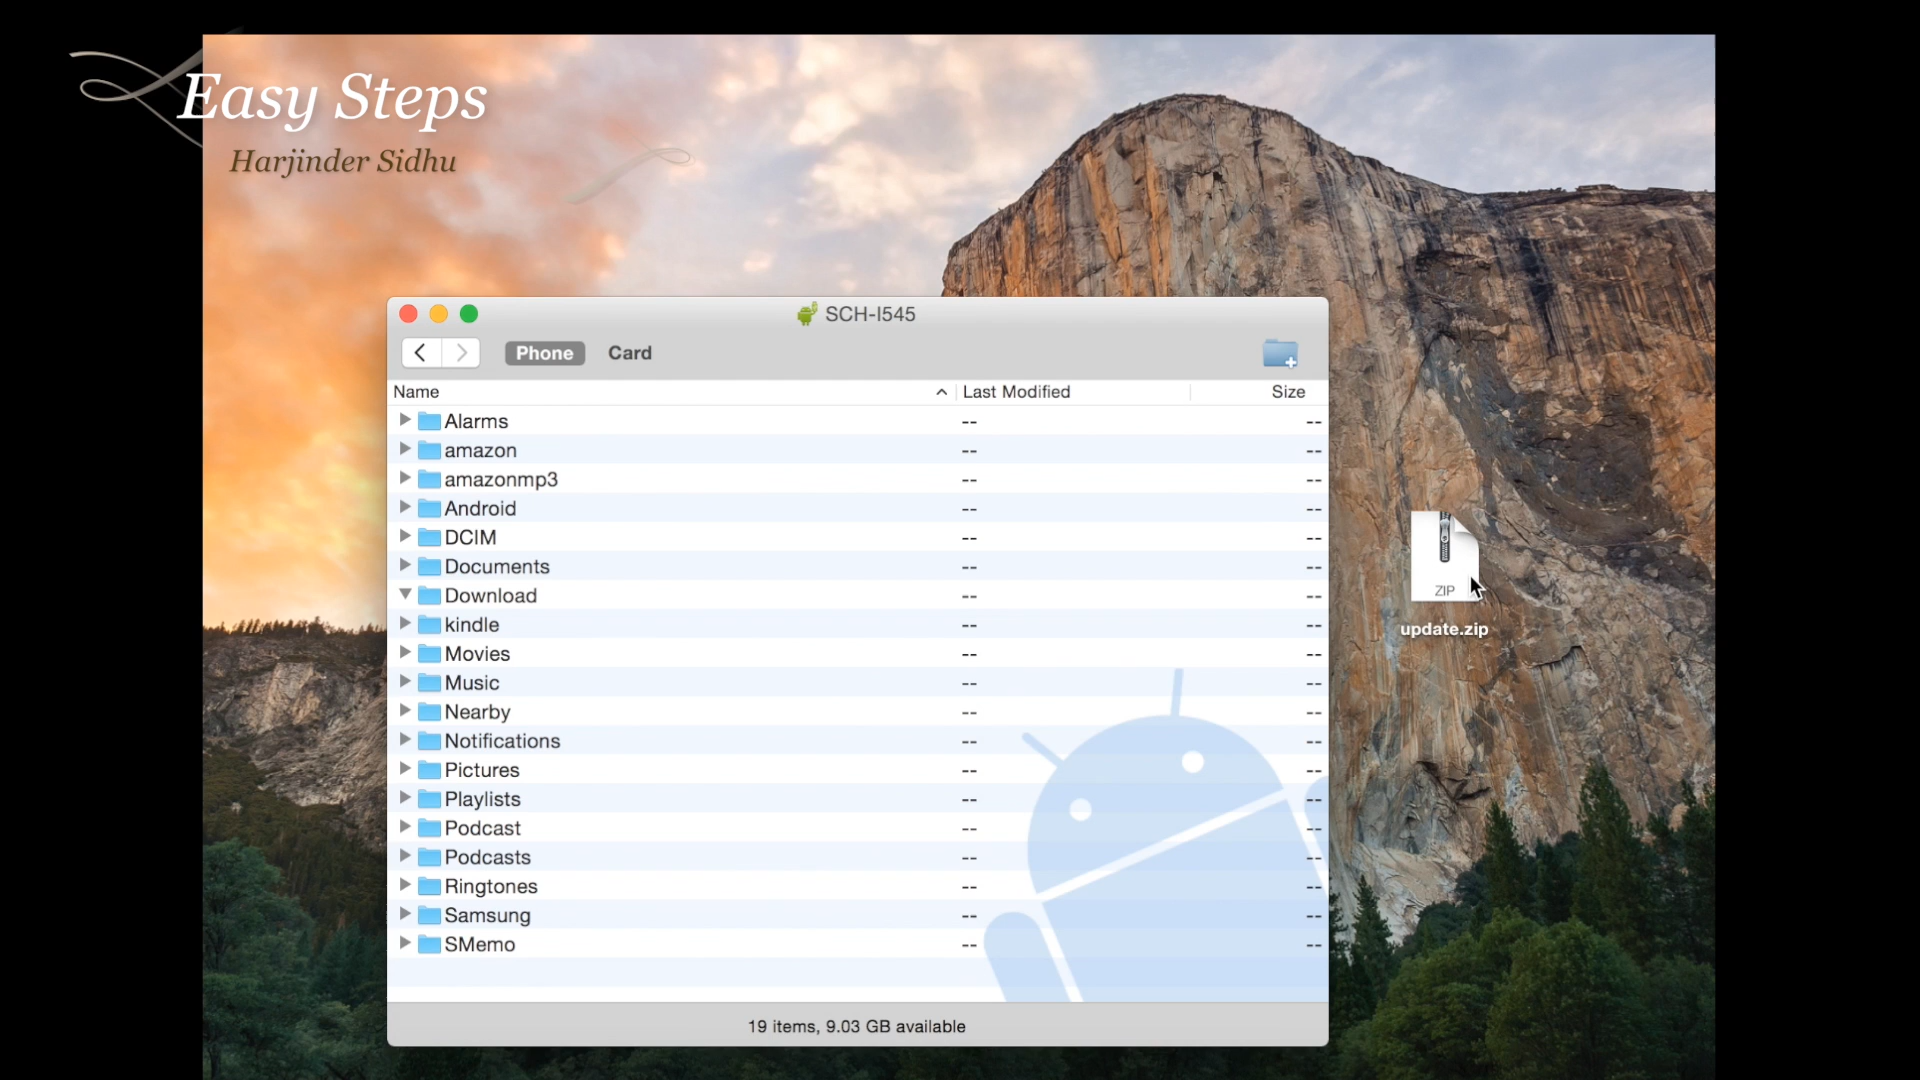 Easy Steps
Harjinder Sidhu
SCH-I545
Phone Card
Name Last Modified Size
Alarms -- --
amazon -- --
amazonmp3 -- --
Android -- --
DCIM -- --
Documents -- --
Download -- --
kindle -- --
Movies -- --
Music -- --
Nearby -- --
Notifications -- --
Pictures -- --
Playlists -- --
Podcast -- --
Podcasts -- --
Ringtones -- --
Samsung -- --
SMemo -- --
19 items, 9.03 GB available
ZIP
update.zip